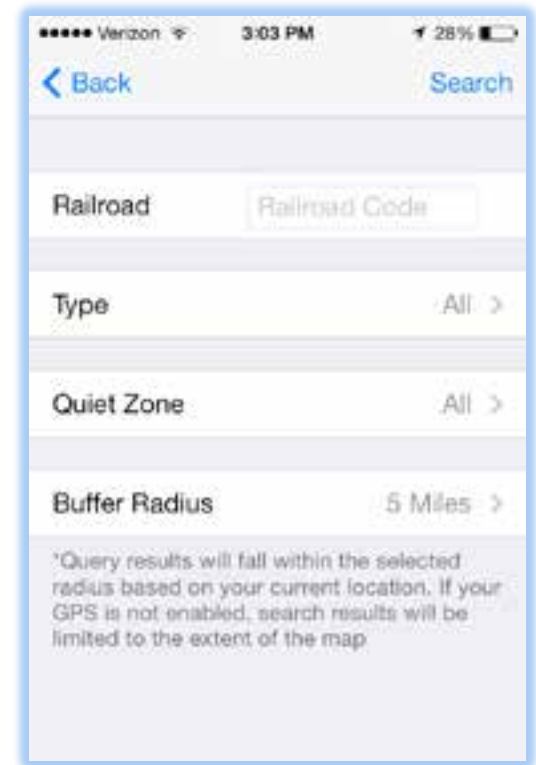 Verizon 3:03 PM 28%
Back Search
Railroad Railroad Code
Type All
Quiet Zone All
Buffer Radius 5 Miles
*Query results will fall within the selected
radius based on your current location. If your
GPS is not enabled, search results will be
limited to the extent of the map